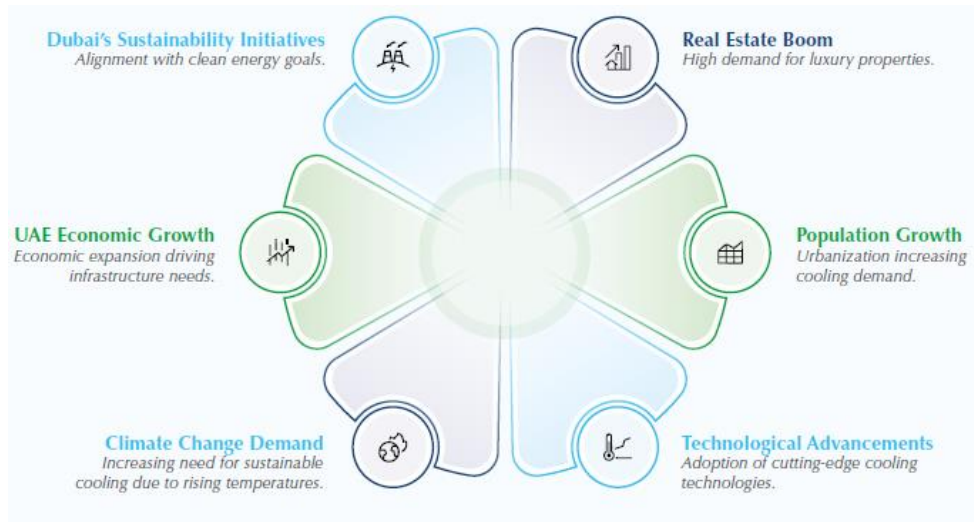 Dubai's Sustainability Initiatives
Alignment with clean energy goals.
Real Estate Boom
High demand for luxury properties.
UAE Economic Growth
Economic expansion driving
infrastructure needs.
Population Growth
Urbanization increasing
cooling demand.
Climate Change Demand
Increasing need for sustainable
cooling due to rising temperatures.
Technological Advancements
Adoption of cutting-edge cooling
technologies.